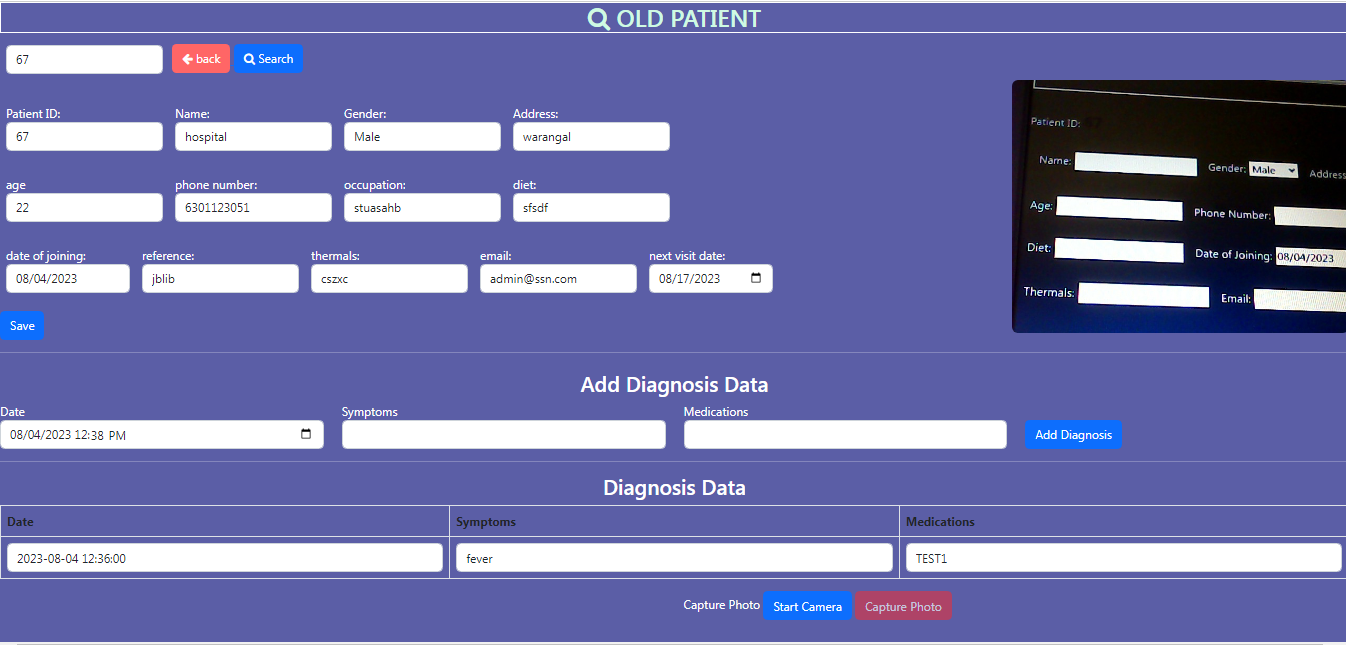 OLD PATIENT
67
back Search
Patient ID: Name: Gender: Address:
67 hospital Male warangal
age phone number: occupation: diet:
22 6301123051 stuasahb sfsdf
date of joining: reference: thermals: email: next visit date:
08/04/2023 jblib cszxc admin@ssn.com 08/17/2023
Save
Patient ID: 67
Name: Gender: Male Address
Age: Phone Number:
Diet: Date of Joining: 08/04/2023
Thermals: Email:
Add Diagnosis Data
Date Symptoms Medications
08/04/2023 12:38 PM Add Diagnosis
Diagnosis Data
Date Symptoms Medications
2023-08-04 12:36:00 fever TEST1
Capture Photo Start Camera Capture Photo